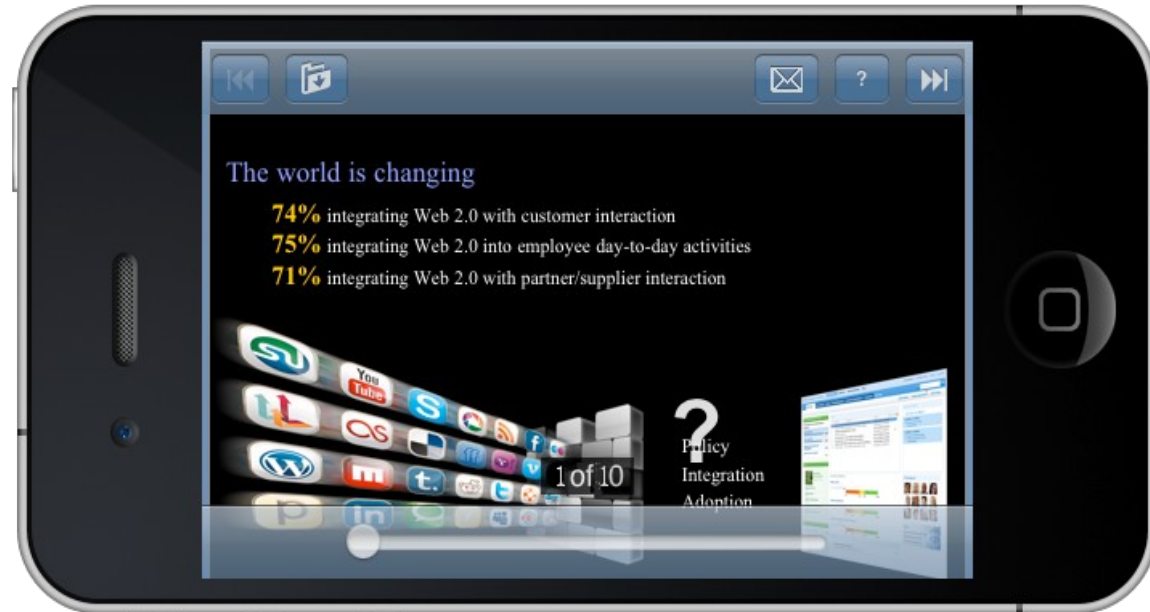 ?
The world is changing
74% integrating Web 2.0 with customer interaction
75% integrating Web 2.0 into employee day-to-day activities
71% integrating Web 2.0 with partner/supplier interaction
You
Tube
?
Policy
1 of 10
Integration
Adoption